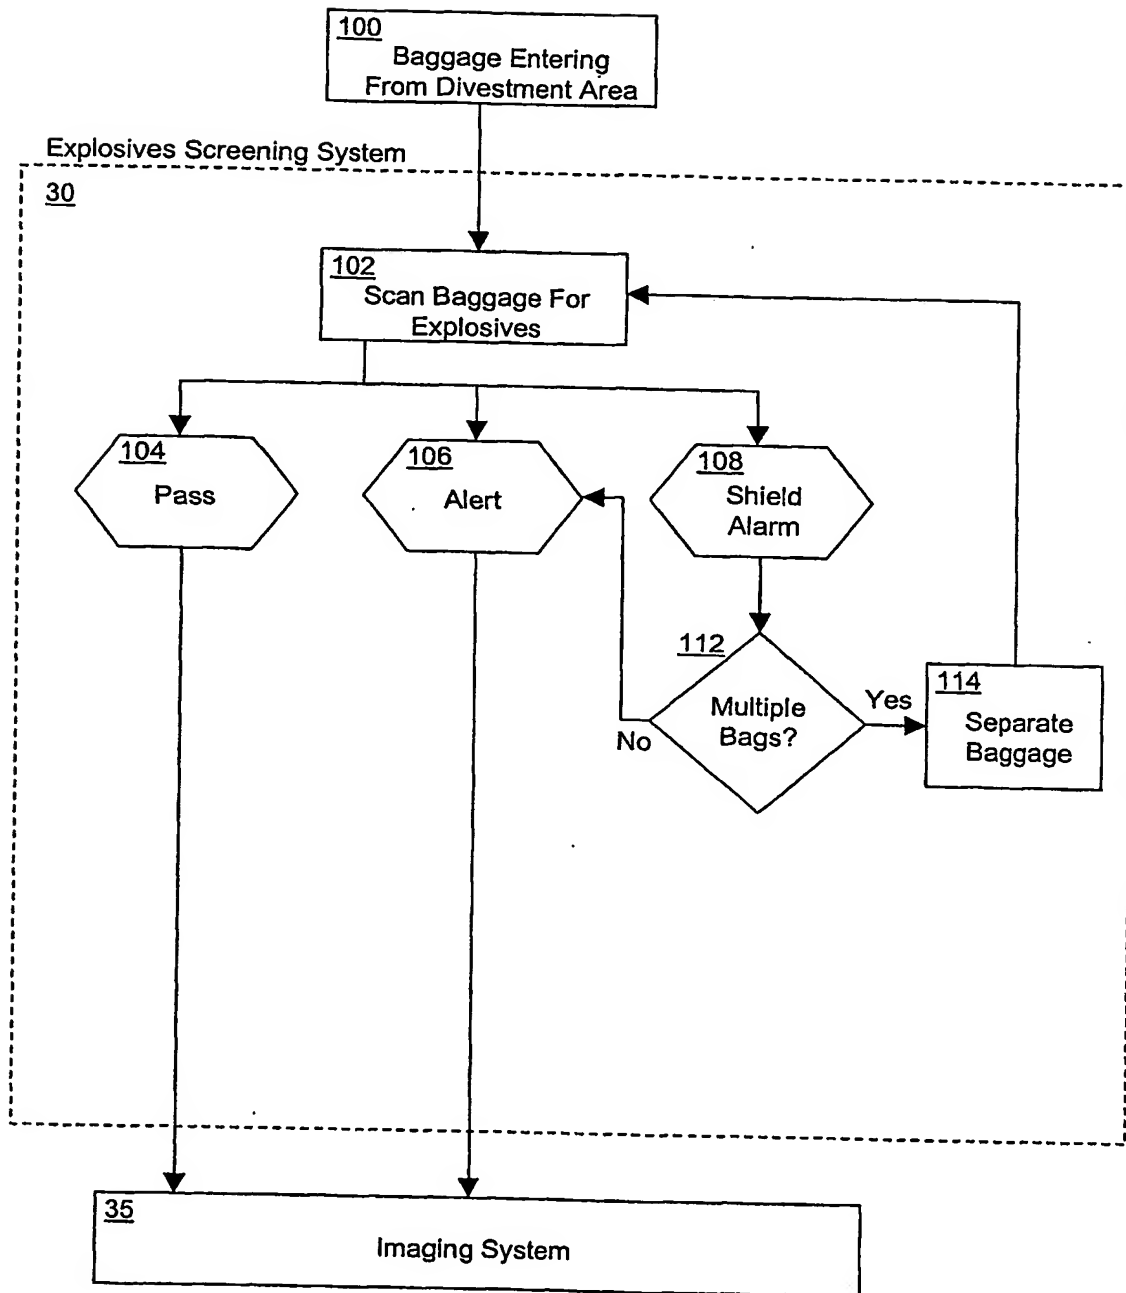 100
Baggage Entering
From Divestment Area
Explosives Screening System
30
102
Scan Baggage For
Explosives
104
Pass
106
Alert
108
Shield
Alarm
112
Multiple
Bags?
Yes
No
114
Separate
Baggage
35
Imaging System